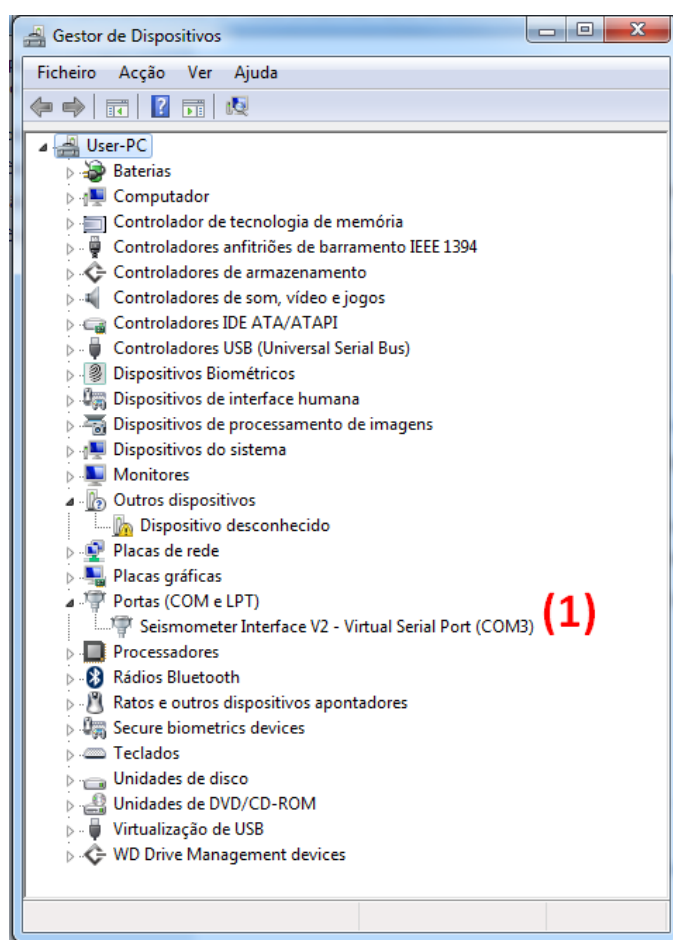 Gestor de Dispositivos
Ficheiro Acção Ver Ajuda
User-PC
Baterias
Computador
Controlador de tecnologia de memória
Controladores anfitriões de barramento IEEE 1394
Controladores de armazenamento
Controladores de som, vídeo e jogos
Controladores IDE ATA/ATAPI
Controladores USB (Universal Serial Bus)
Dispositivos Biométricos
Dispositivos de interface humana
Dispositivos de processamento de imagens
Dispositivos do sistema
Monitores
Outros dispositivos
Dispositivo desconhecido
Placas de rede
Placas gráficas
Portas (COM e LPT)
Seismometer Interface V2 - Virtual Serial Port (COM3) (1)
Processadores
Rádios Bluetooth
Ratos e outros dispositivos apontadores
Secure biometrics devices
Teclados
Unidades de disco
Unidades de DVD/CD-ROM
Virtualização de USB
WD Drive Management devices